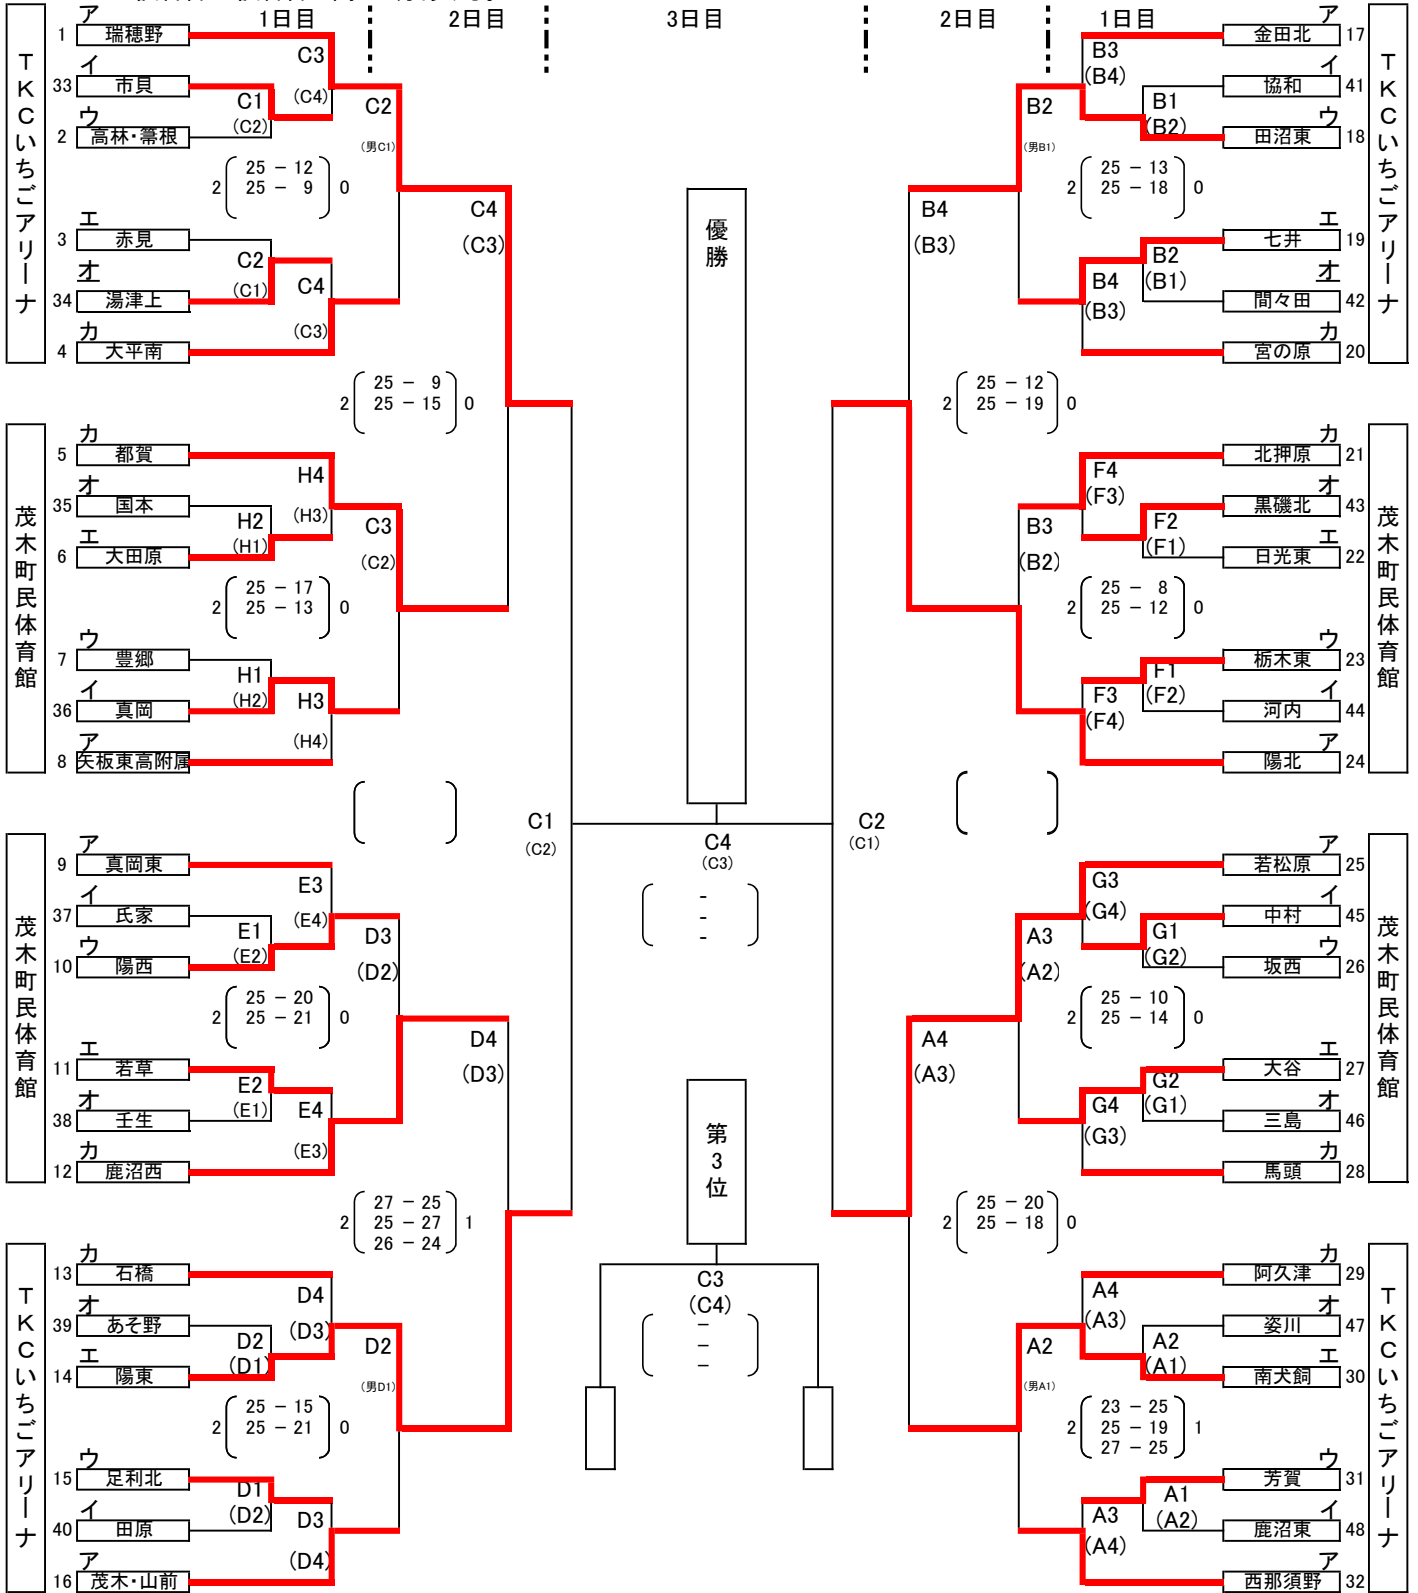 1日目
2日目
3日目
2日目
1日目
TKCいちごアリーナ
ア
1 瑞穂野
イ
33 市貝
ウ
2 高林・箒根
C3
(C4)
C1
(C2)
C2
(男C1)
2 25 － 12 0
25 － 9
エ
3 赤見
オ
34 湯津上
カ
4 大平南
C2
(C1)
C4
(C3)
C4
(C3)
2 25 － 9 0
25 － 15
茂木町民体育館
カ
5 都賀
オ
35 国本
エ
6 大田原
H4
(H3)
H2
(H1)
C3
(C2)
2 25 － 17 0
25 － 13
ウ
7 豊郷
イ
36 真岡
ア
8 矢板東高附属
H1
(H2)
H3
(H4)
C1
(C2)
茂木町民体育館
ア
9 真岡東
イ
37 氏家
ウ
10 陽西
E3
(E4)
E1
(E2)
D3
(D2)
2 25 － 20 0
25 － 21
エ
11 若草
オ
38 壬生
カ
12 鹿沼西
E2
(E1)
E4
(E3)
D4
(D3)
2 27 － 25 1
25 － 27
26 － 24
TKCいちごアリーナ
カ
13 石橋
オ
39 あそ野
エ
14 陽東
D4
(D3)
D2
(D1)
D2
(男D1)
2 25 － 15 0
25 － 21
ウ
15 足利北
イ
40 田原
ア
16 茂木・山前
D1
(D2)
D3
(D4)
優勝
C4
(C3)
-
-
-
第3位
C3
(C4)
－
－
－
TKCいちごアリーナ
ア
金田北 17
イ
協和 41
ウ
田沼東 18
B3
(B4)
B1
(B2)
B2
(男B1)
2 25 － 13 0
25 － 18
エ
七井 19
オ
間々田 42
カ
宮の原 20
B2
(B1)
B4
(B3)
B4
(B3)
2 25 － 12 0
25 － 19
茂木町民体育館
カ
北押原 21
オ
黒磯北 43
エ
日光東 22
F4
(F3)
F2
(F1)
B3
(B2)
2 25 － 8 0
25 － 12
ウ
栃木東 23
イ
河内 44
ア
陽北 24
F1
(F2)
F3
(F4)
C2
(C1)
茂木町民体育館
ア
若松原 25
イ
中村 45
ウ
坂西 26
G3
(G4)
G1
(G2)
A3
(A2)
2 25 － 10 0
25 － 14
エ
大谷 27
オ
三島 46
カ
馬頭 28
G2
(G1)
G4
(G3)
A4
(A3)
2 25 － 20 0
25 － 18
TKCいちごアリーナ
カ
阿久津 29
オ
姿川 47
エ
南犬飼 30
A4
(A3)
A2
(A1)
A2
(男A1)
2 23 － 25 1
25 － 19
27 － 25
ウ
芳賀 31
イ
鹿沼東 48
ア
西那須野 32
A1
(A2)
A3
(A4)